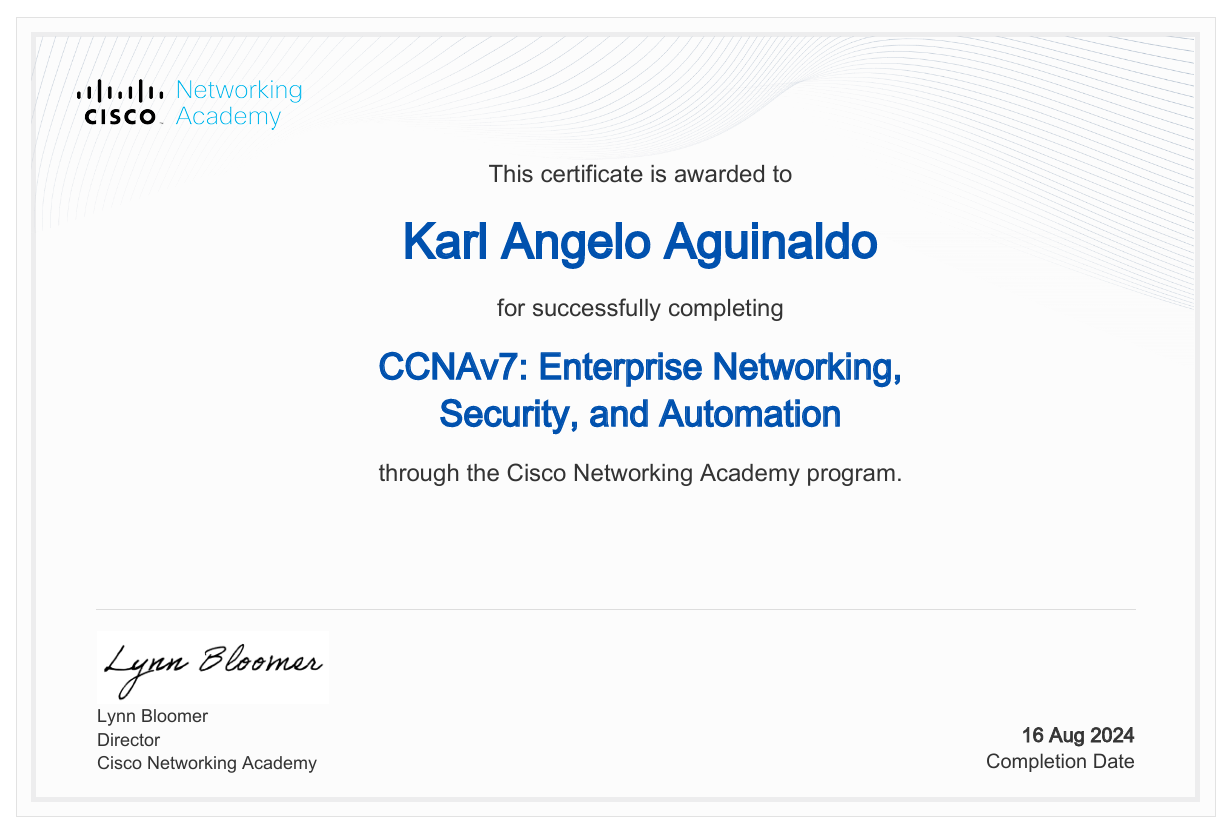 Networking
cisco Academy
This certificate is awarded to
Karl Angelo Aguinaldo
for successfully completing
CCNAv7: Enterprise Networking,
Security, and Automation
through the Cisco Networking Academy program.
Lynn Bloomer
Lynn Bloomer
Director
Cisco Networking Academy
16 Aug 2024
Completion Date